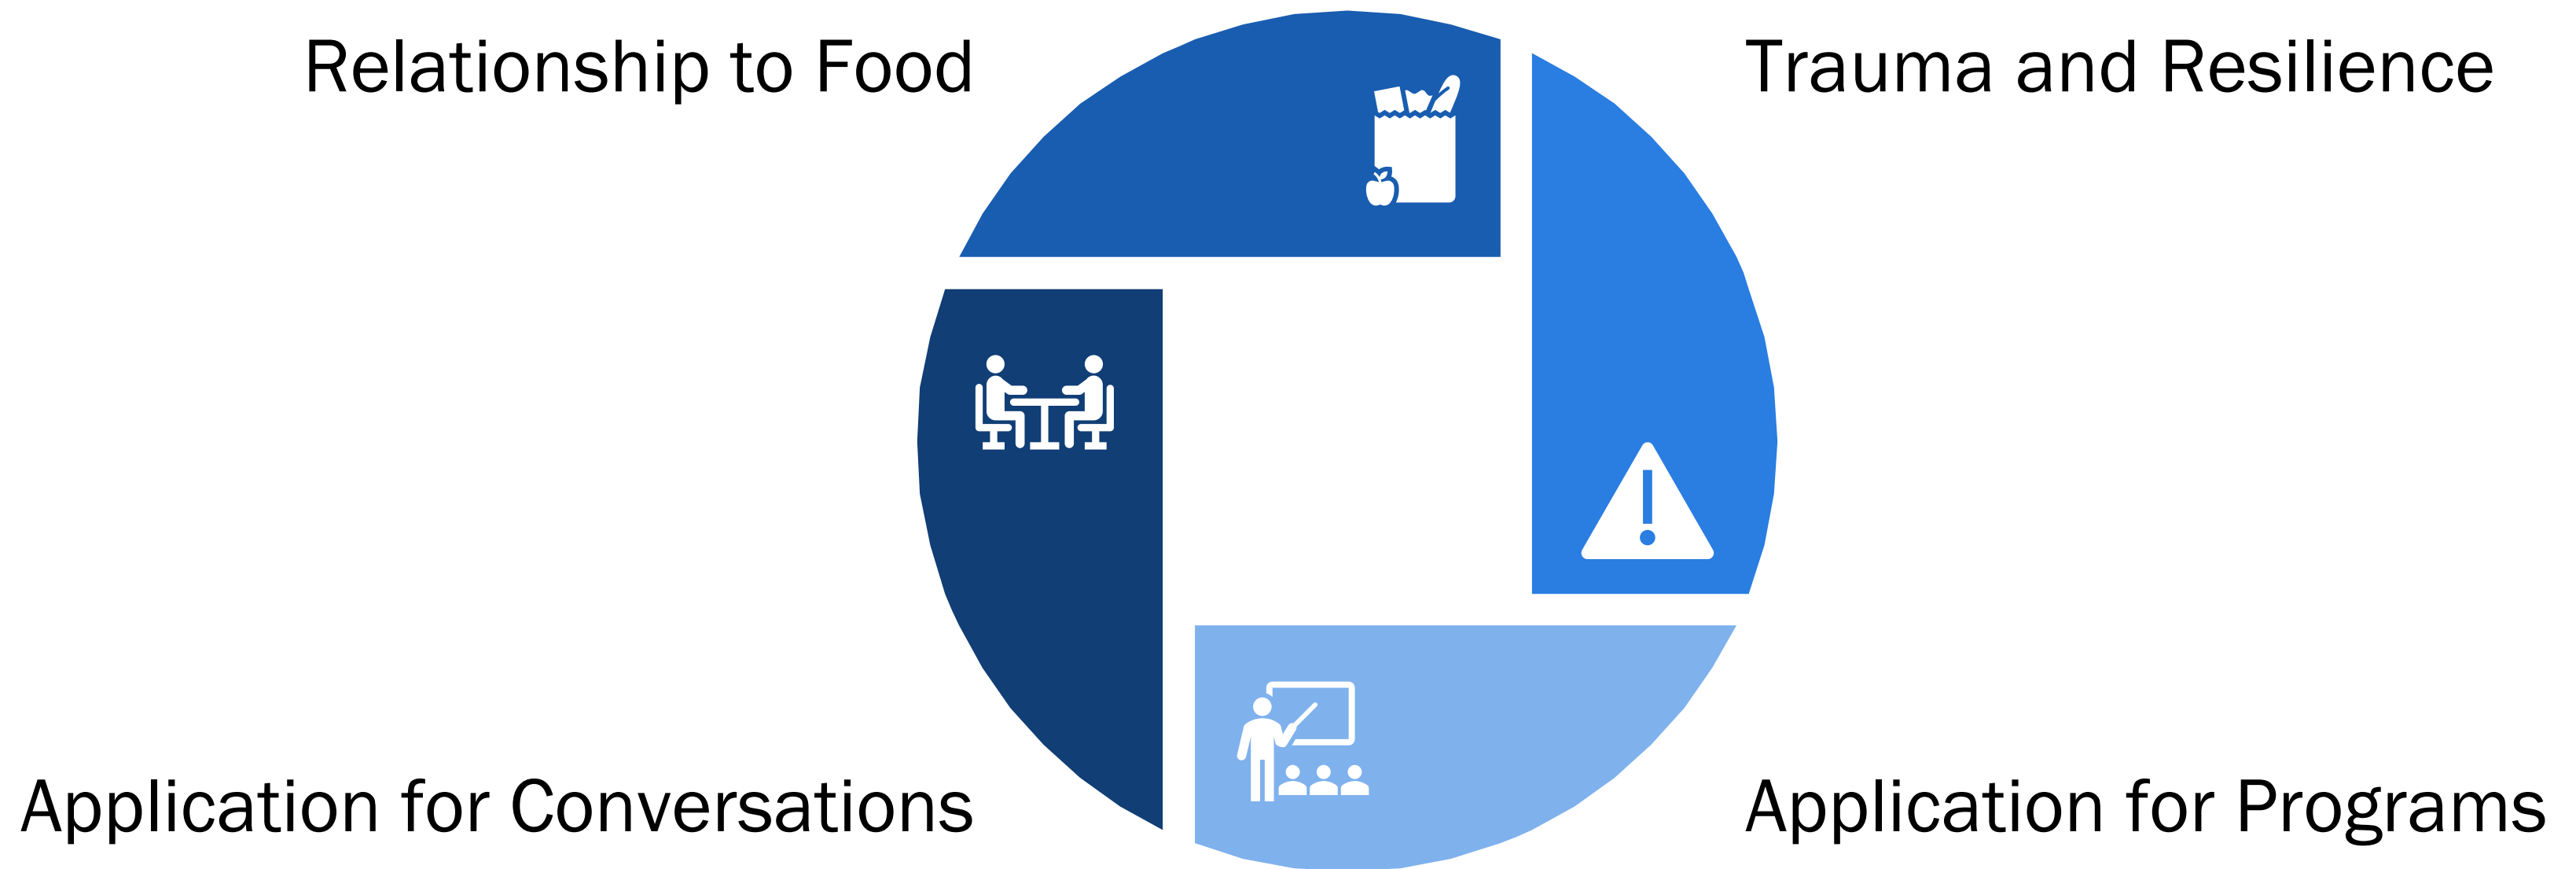 Relationship to Food
Trauma and Resilience
Application for Conversations
Application for Programs